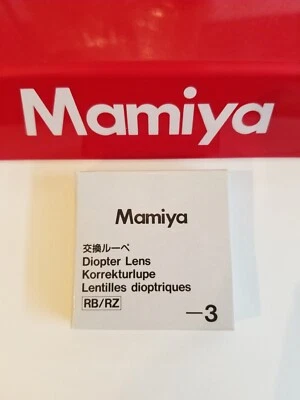 Mamiya
Mamiya
交換ルーペ
Diopter Lens
Korrekturlupe
Lentilles dioptriques
RB/RZ
—3